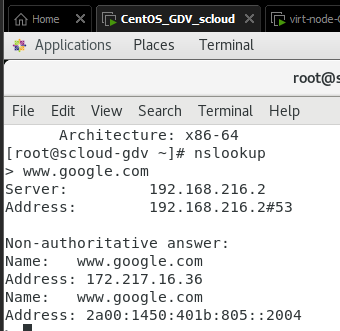 Home CentOS_GDV_scloud virt-node-
Applications Places Terminal
root@s
File Edit View Search Terminal Help
Architecture: x86-64
[root@scloud-gdv ~]# nslookup
> www.google.com
Server: 192.168.216.2
Address: 192.168.216.2#53
Non-authoritative answer:
Name: www.google.com
Address: 172.217.16.36
Name: www.google.com
Address: 2a00:1450:401b:805::2004
>